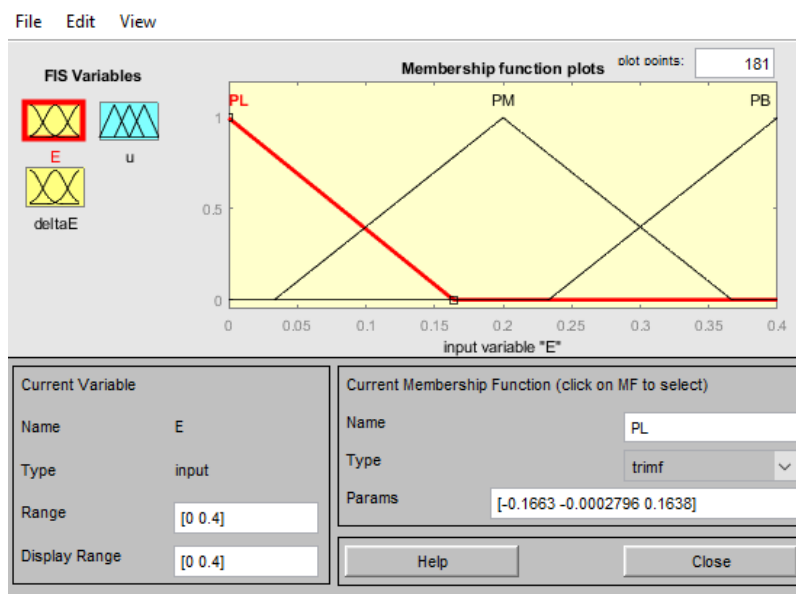 File Edit View
FIS Variables
E
u
deltaE
Membership function plots
plot points:
181
PL
PM
PB
1
0.5
0
0 0.05 0.1 0.15 0.2 0.25 0.3 0.35 0.4
input variable "E"
Current Variable
Name E
Type input
Range [0 0.4]
Display Range [0 0.4]
Current Membership Function (click on MF to select)
Name PL
Type trimf
Params [-0.1663 -0.0002796 0.1638]
Help Close